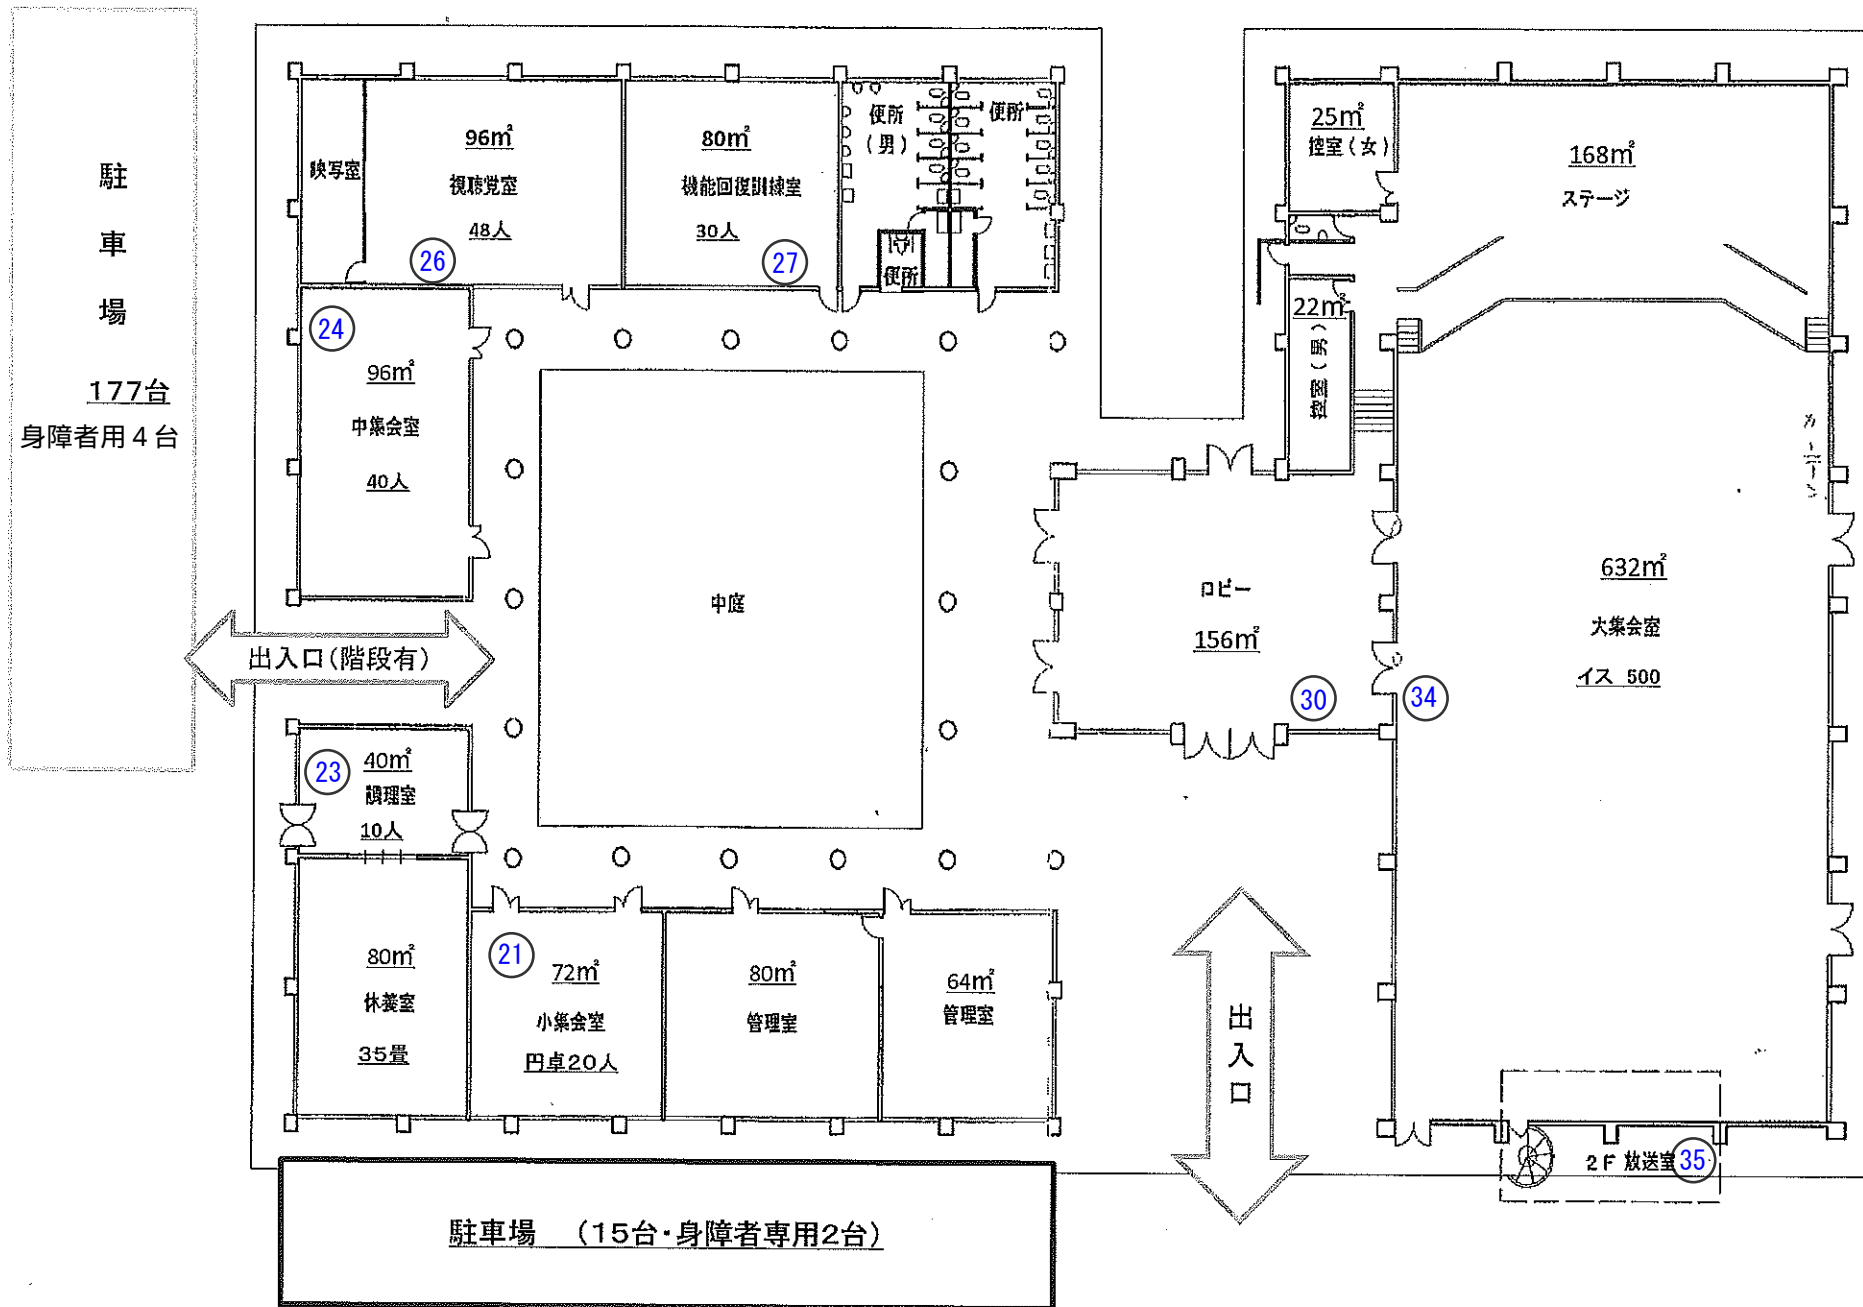 駐車場
177台
身障者用４台
映写室
96㎡
視聴覚室
48人
26
80㎡
機能回復訓練室
30人
27
便所
（男）
便所
便所
25㎡
控室（女）
168㎡
ステージ
22㎡
控室（男）
24
96㎡
中集会室
40人
中庭
ロビー
156㎡
30
34
632㎡
大集会室
イス 500
出入口（階段有）
23
40㎡
調理室
10人
80㎡
休養室
35畳
21
72㎡
小集会室
円卓20人
80㎡
管理室
64㎡
管理室
出入口
2F 放送室
35
駐車場 （15台・身障者専用2台）